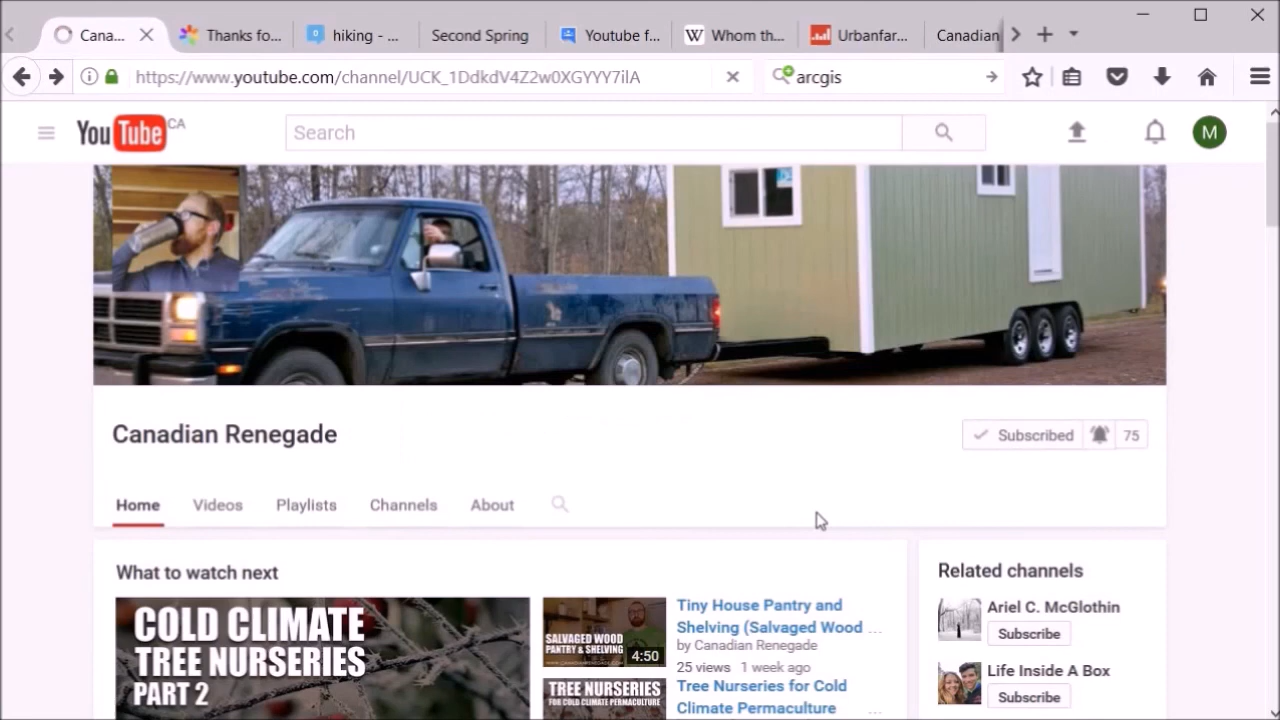 Cana...
Thanks fo...
hiking - ...
Second Spring
Youtube f...
W
Whom th...
Urbanfar...
Canadian
https://www.youtube.com/channel/UCK_1DdkdV4Z2w0XGYYY7ilA
arcgis
YouTube CA
Search
M
Canadian Renegade
Subscribed
75
Home
Videos
Playlists
Channels
About
What to watch next
Related channels
COLD CLIMATE
TREE NURSERIES
PART 2
SALVAGED WOOD
PANTRY & SHELVING
4:50
Tiny House Pantry and
Shelving (Salvaged Wood ...
by Canadian Renegade
25 views 1 week ago
TREE NURSERIES
FOR COLD CLIMATE PERMACULTURE
Tree Nurseries for Cold
Climate Permaculture ...
Ariel C. McGlothin
Subscribe
Life Inside A Box
Subscribe